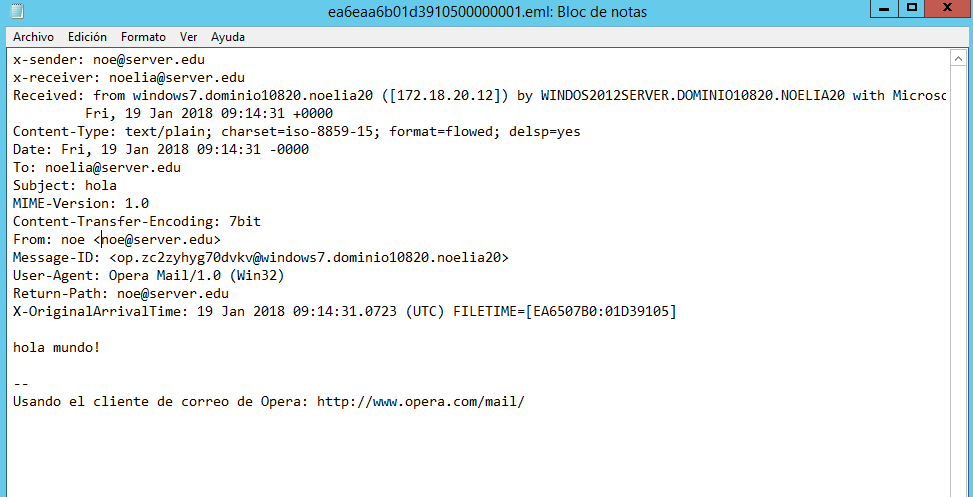 ea6eaa6b01d3910500000001.eml: Bloc de notas
Archivo Edición Formato Ver Ayuda
x-sender: noe@server.edu
x-receiver: noelia@server.edu
Received: from windows7.dominio10820.noelia20 ([172.18.20.12]) by WINDOS2012SERVER.DOMINIO10820.NOELIA20 with Microsc
Fri, 19 Jan 2018 09:14:31 +0000
Content-Type: text/plain; charset=iso-8859-15; format=flowed; delsp=yes
Date: Fri, 19 Jan 2018 09:14:31 -0000
To: noelia@server.edu
Subject: hola
MIME-Version: 1.0
Content-Transfer-Encoding: 7bit
From: noe <noe@server.edu>
Message-ID: <op.zc2zyhyg70dvkv@windows7.dominio10820.noelia20>
User-Agent: Opera Mail/1.0 (Win32)
Return-Path: noe@server.edu
X-OriginalArrivalTime: 19 Jan 2018 09:14:31.0723 (UTC) FILETIME=[EA6507B0:01D39105]
hola mundo!
--
Usando el cliente de correo de Opera: http://www.opera.com/mail/